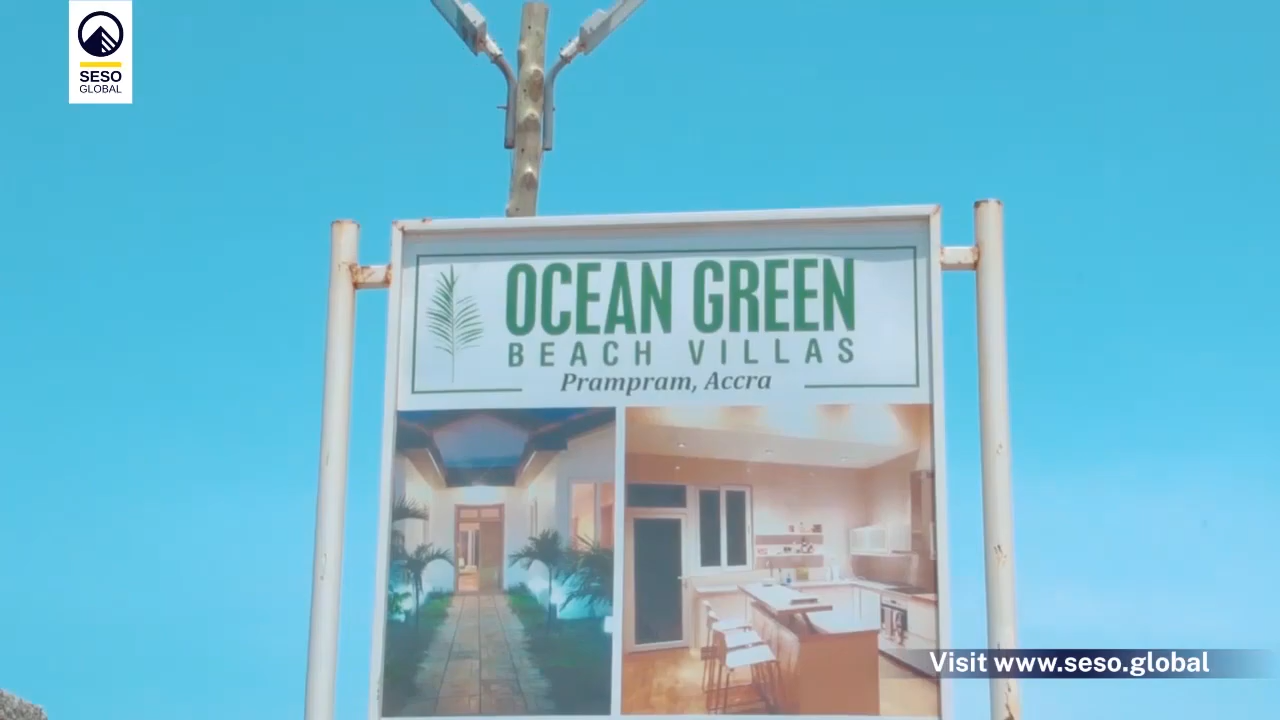 SESO
GLOBAL
OCEAN GREEN
BEACH VILLAS
Prampram, Accra
Visit www.seso.global